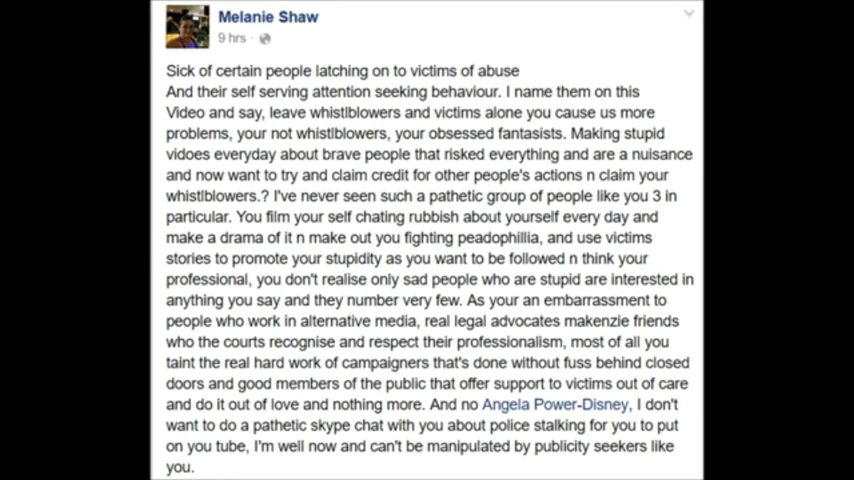 Melanie Shaw
9 hrs ·
Sick of certain people latching on to victims of abuse
And their self serving attention seeking behaviour. I name them on this
Video and say, leave whistlblowers and victims alone you cause us more
problems, your not whistlblowers, your obsessed fantasists. Making stupid
vidoes everyday about brave people that risked everything and are a nuisance
and now want to try and claim credit for other people's actions n claim your
whistlblowers.? I've never seen such a pathetic group of people like you 3 in
particular. You film your self chating rubbish about yourself every day and
make a drama of it n make out you fighting peadophillia, and use victims
stories to promote your stupidity as you want to be followed n think your
professional, you don't realise only sad people who are stupid are interested in
anything you say and they number very few. As your an embarrassment to
people who work in alternative media, real legal advocates makenzie friends
who the courts recognise and respect their professionalism, most of all you
taint the real hard work of campaigners that's done without fuss behind closed
doors and good members of the public that offer support to victims out of care
and do it out of love and nothing more. And no Angela Power-Disney, I don't
want to do a pathetic skype chat with you about police stalking for you to put
on you tube, I'm well now and can't be manipulated by publicity seekers like
you.